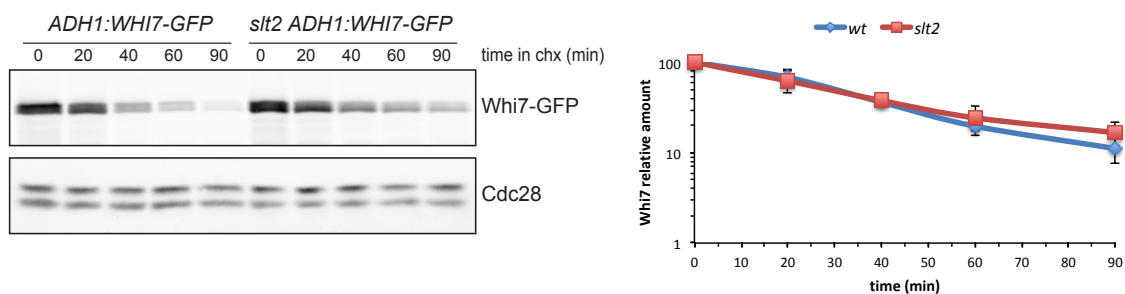 ADH1:WHI7-GFP slt2 ADH1:WHI7-GFP
0 20 40 60 90 0 20 40 60 90 time in chx (min)
Whi7-GFP
Cdc28
wt slt2
Whi7 relative amount
100
10
1
0 10 20 30 40 50 60 70 80 90
time (min)